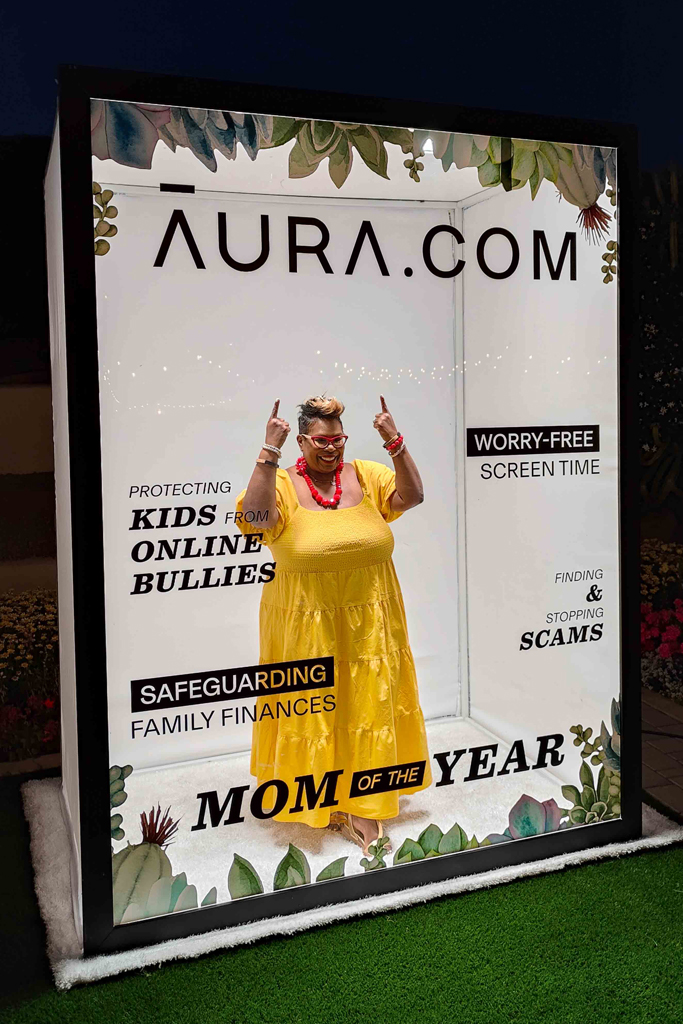 AURA.COM
WORRY-FREE
SCREEN TIME
PROTECTING
KIDS FROM
ONLINE
BULLIES
FINDING
&
STOPPING
SCAMS
SAFEGUARDING
FAMILY FINANCES
MOM OF THE YEAR